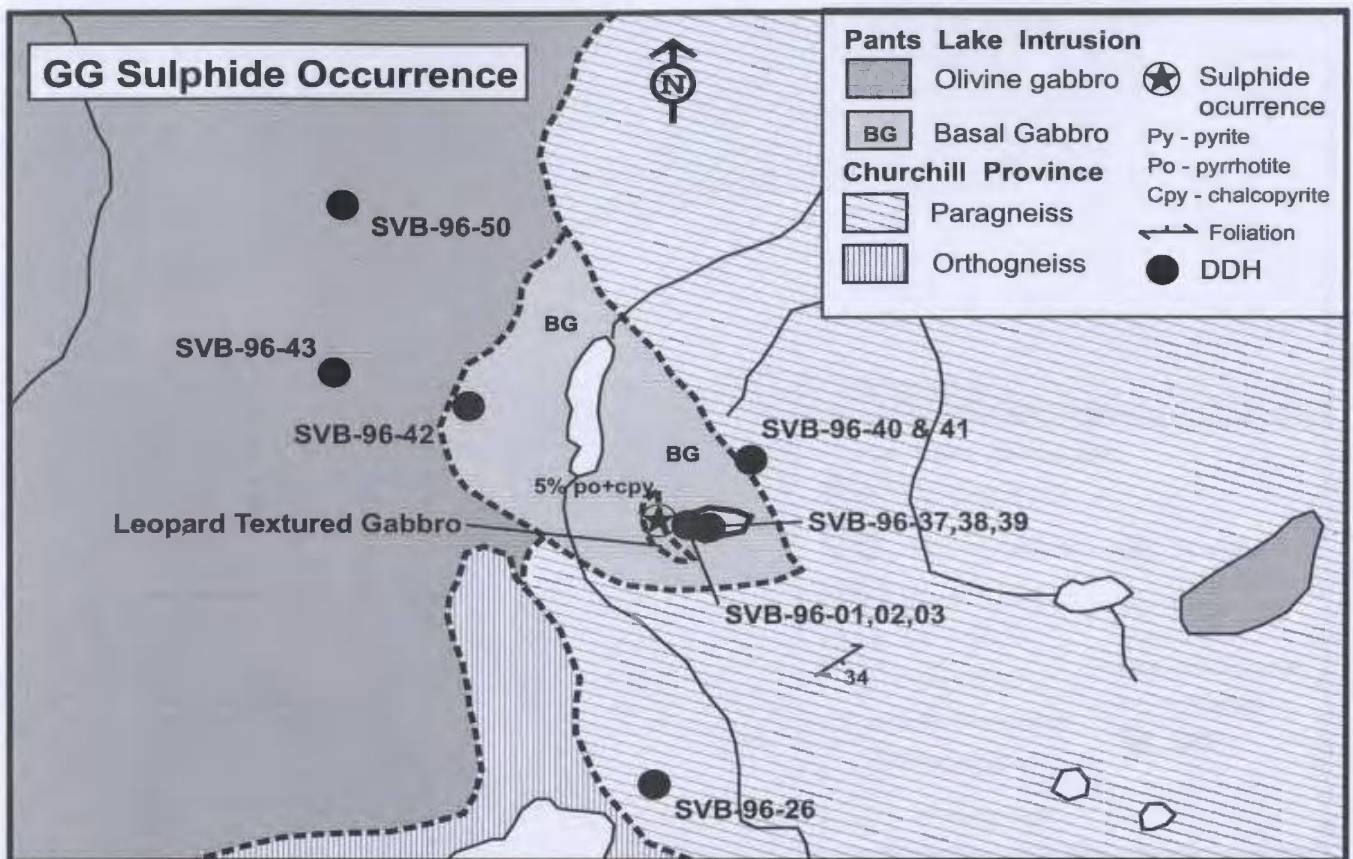 GG Sulphide Occurrence
N
Pants Lake Intrusion
Olivine gabbro
BG Basal Gabbro
Churchill Province
Paragneiss
Orthogneiss
Sulphide
ocurrence
Py - pyrite
Po - pyrrhotite
Cpy - chalcopyrite
Foliation
DDH
SVB-96-50
BG
SVB-96-43
SVB-96-42
SVB-96-40 & 41
BG
5% po+cpy
Leopard Textured Gabbro
SVB-96-37,38,39
SVB-96-01,02,03
34
SVB-96-26